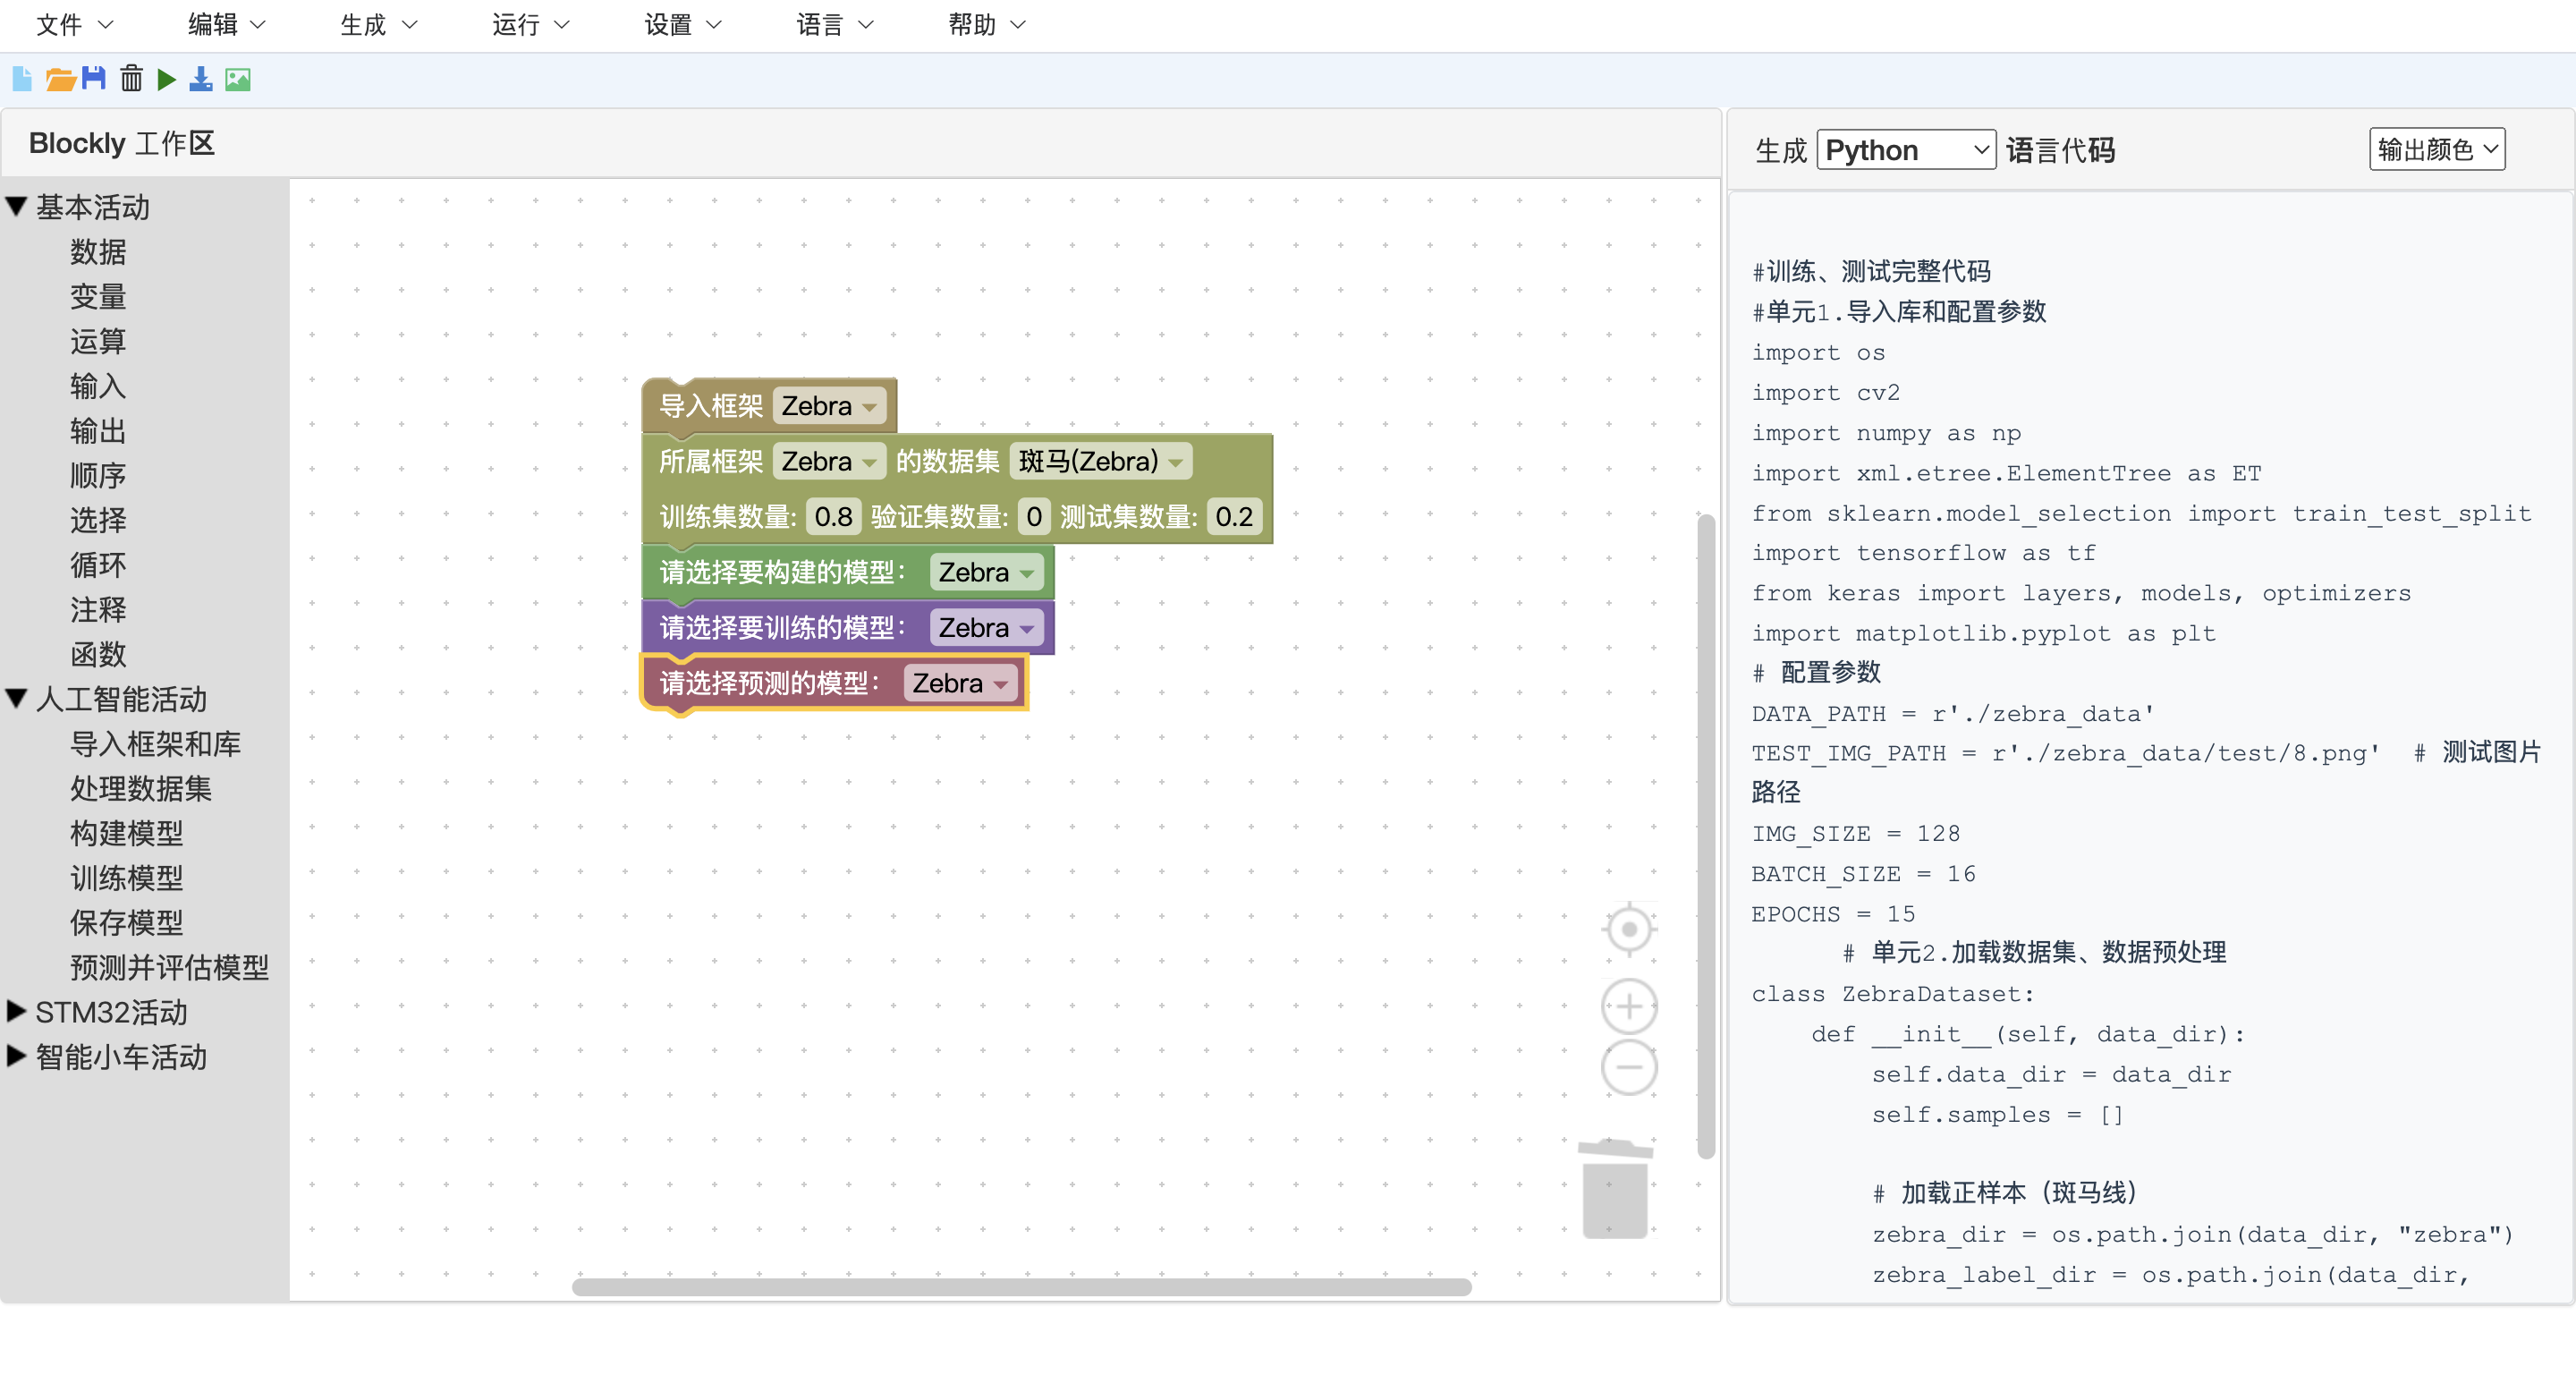 文件 编辑 生成 运行 设置 语言 帮助
Blockly 工作区
基本活动
数据
变量
运算
输入
输出
顺序
选择
循环
注释
函数
人工智能活动
导入框架和库
处理数据集
构建模型
训练模型
保存模型
预测并评估模型
STM32活动
智能小车活动
导入框架 Zebra
所属框架 Zebra 的数据集 斑马(Zebra)
训练集数量: 0.8 验证集数量: 0 测试集数量: 0.2
请选择要构建的模型： Zebra
请选择要训练的模型： Zebra
请选择预测的模型： Zebra
生成 Python 语言代码 输出颜色
#训练、测试完整代码
#单元1.导入库和配置参数
import os
import cv2
import numpy as np
import xml.etree.ElementTree as ET
from sklearn.model_selection import train_test_split
import tensorflow as tf
from keras import layers, models, optimizers
import matplotlib.pyplot as plt
# 配置参数
DATA_PATH = r'./zebra_data'
TEST_IMG_PATH = r'./zebra_data/test/8.png'  # 测试图片
路径
IMG_SIZE = 128
BATCH_SIZE = 16
EPOCHS = 15
      # 单元2.加载数据集、数据预处理
class ZebraDataset:
    def __init__(self, data_dir):
        self.data_dir = data_dir
        self.samples = []
        # 加载正样本（斑马线）
        zebra_dir = os.path.join(data_dir, "zebra")
        zebra_label_dir = os.path.join(data_dir,